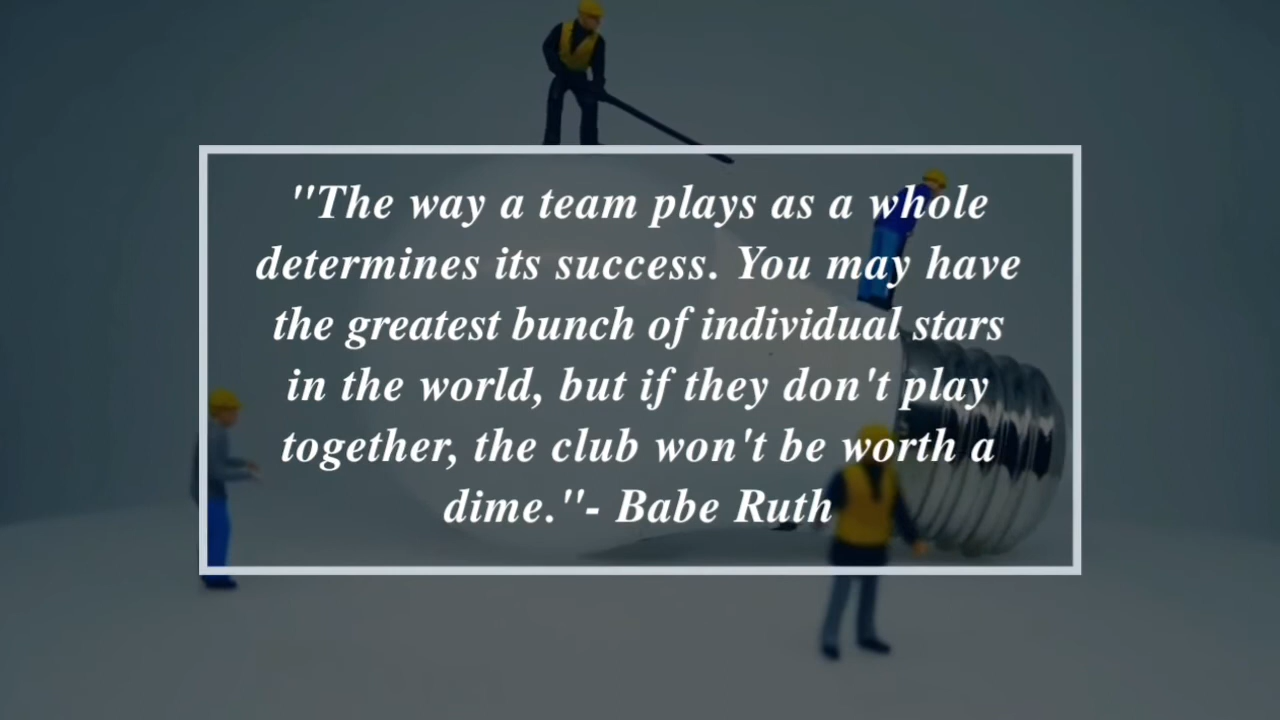 "The way a team plays as a whole
determines its success. You may have
the greatest bunch of individual stars
in the world, but if they don't play
together, the club won't be worth a
dime."- Babe Ruth